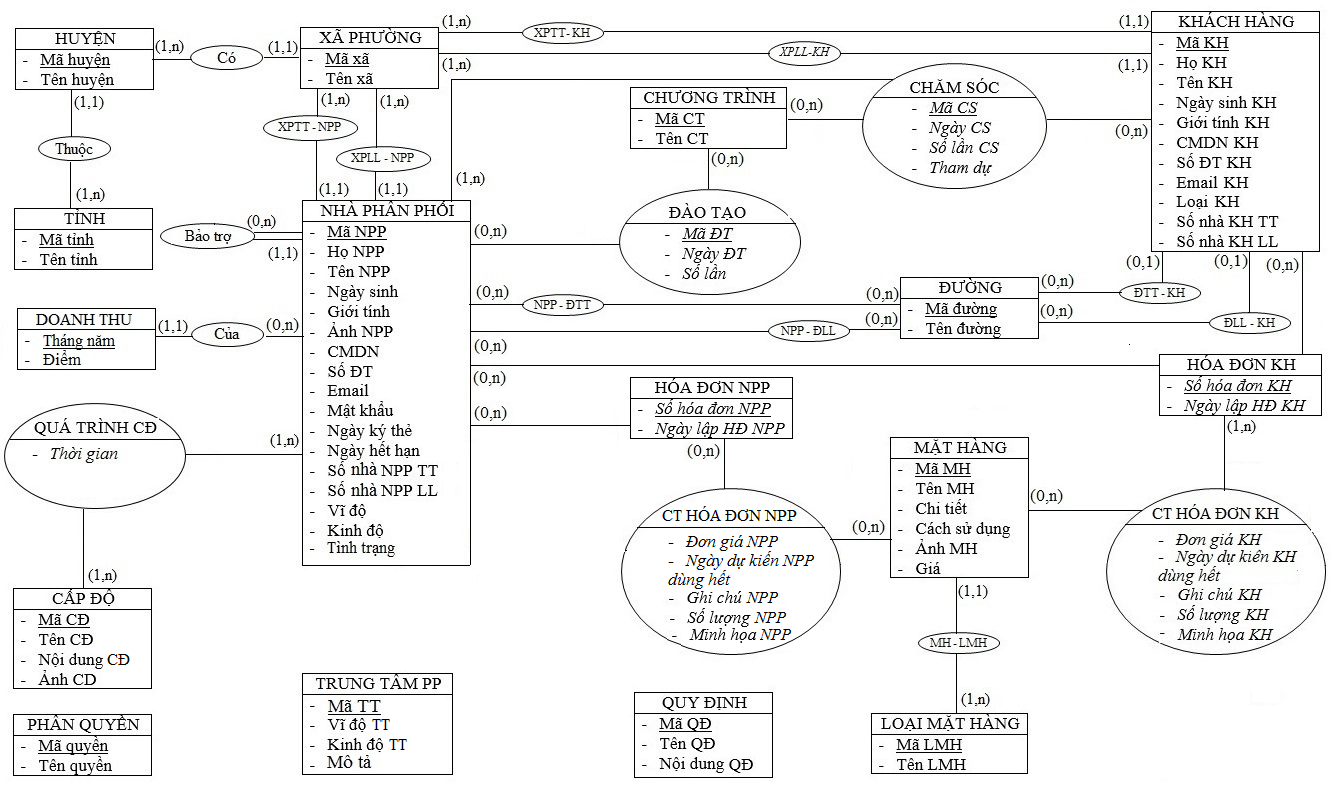 HUYỆN
- Mã huyện
- Tên huyện
(1,n)
Có
(1,1)
XÃ PHƯỜNG
- Mã xã
- Tên xã
(1,n)
XPTT- KH
(1,1)
(1,n)
XPLL-KH
(1,1)
KHÁCH HÀNG
- Mã KH
- Họ KH
- Tên KH
- Ngày sinh KH
- Giới tính KH
- CMDN KH
- Số ĐT KH
- Email KH
- Loại KH
- Số nhà KH TT
- Số nhà KH LL
(1,1)
Thuộc
(1,n)
TỈNH
- Mã tỉnh
- Tên tỉnh
(1,n)
XPTT - NPP
(1,1)
(1,n)
XPLL - NPP
(1,1)
CHƯƠNG TRÌNH
- Mã CT
- Tên CT
(0,n)
CHĂM SÓC
- Mã CS
- Ngày CS
- Số lần CS
- Tham dự
(0,n)
(1,n)
(0,n)
ĐÀO TẠO
- Mã ĐT
- Ngày ĐT
- Số lần
(0,n)
Bảo trợ
(0,n)
(1,1)
NHÀ PHÂN PHỐI
- Mã NPP
- Họ NPP
- Tên NPP
- Ngày sinh
- Giới tính
- Ảnh NPP
- CMDN
- Số ĐT
- Email
- Mật khẩu
- Ngày ký thẻ
- Ngày hết hạn
- Số nhà NPP TT
- Số nhà NPP LL
- Vĩ độ
- Kinh độ
- Tình trạng
DOANH THU
- Tháng năm
- Điểm
(1,1)
Của
(0,n)
(0,n)
NPP - ĐTT
(0,n)
(0,n)
NPP - ĐLL
(0,n)
ĐƯỜNG
- Mã đường
- Tên đường
(0,n)
ĐTT - KH
(0,1)
(0,n)
ĐLL - KH
(0,1)
(0,n)
(0,n)
HÓA ĐƠN KH
- Số hóa đơn KH
- Ngày lập HĐ KH
(1,n)
(0,n)
HÓA ĐƠN NPP
- Số hóa đơn NPP
- Ngày lập HĐ NPP
(0,n)
QUÁ TRÌNH CĐ
- Thời gian
(1,n)
(1,n)
CẤP ĐỘ
- Mã CĐ
- Tên CĐ
- Nội dung CĐ
- Ảnh CD
CT HÓA ĐƠN NPP
- Đơn giá NPP
- Ngày dự kiến NPP
dùng hết
- Ghi chú NPP
- Số lượng NPP
- Minh họa NPP
(0,n)
MẶT HÀNG
- Mã MH
- Tên MH
- Chi tiết
- Cách sử dụng
- Ảnh MH
- Giá
(0,n)
CT HÓA ĐƠN KH
- Đơn giá KH
- Ngày dự kiến KH
dùng hết
- Ghi chú KH
- Số lượng KH
- Minh họa KH
(1,1)
MH - LMH
(1,n)
LOẠI MẶT HÀNG
- Mã LMH
- Tên LMH
PHÂN QUYỀN
- Mã quyền
- Tên quyền
TRUNG TÂM PP
- Mã TT
- Vĩ độ TT
- Kinh độ TT
- Mô tả
QUY ĐỊNH
- Mã QĐ
- Tên QĐ
- Nội dung QĐ